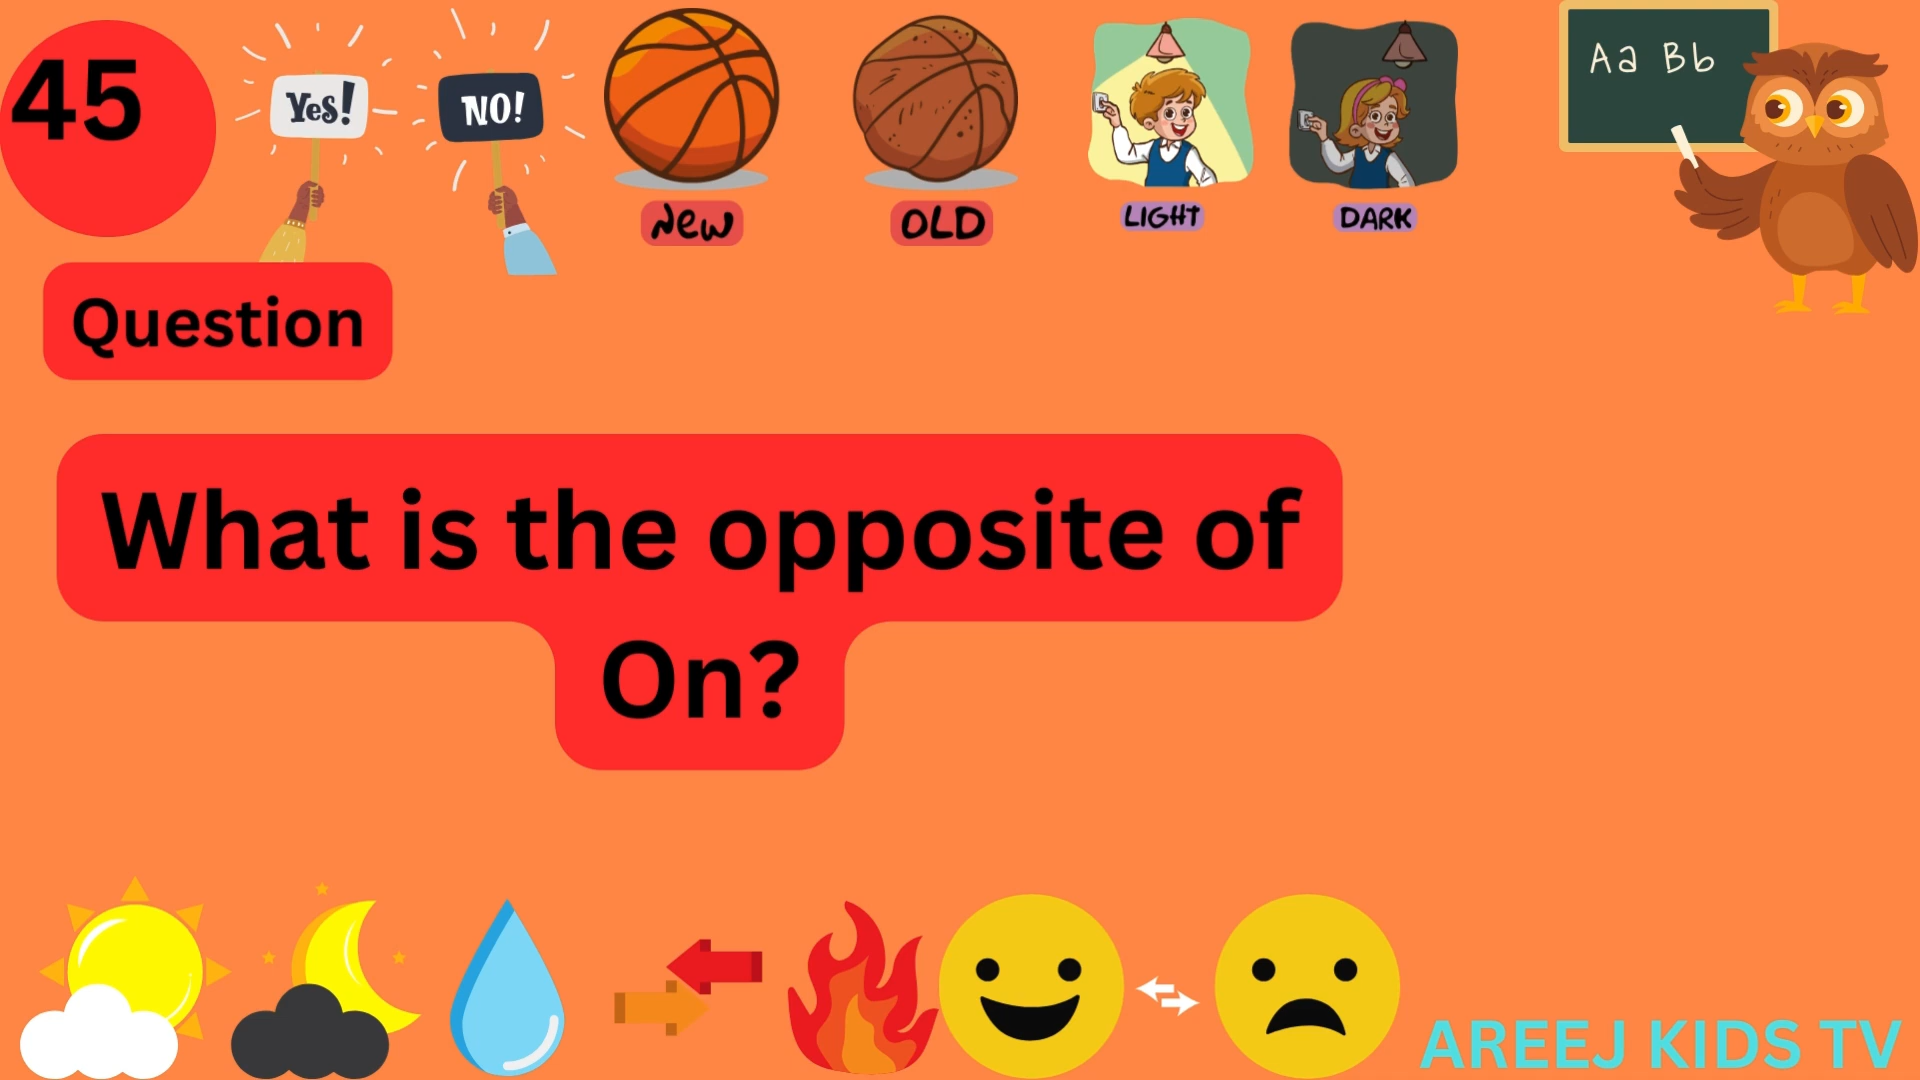 45
Yes!
NO!
New
OLD
LIGHT
DARK
Aa Bb
Question
What is the opposite of
On?
AREEJ KIDS TV